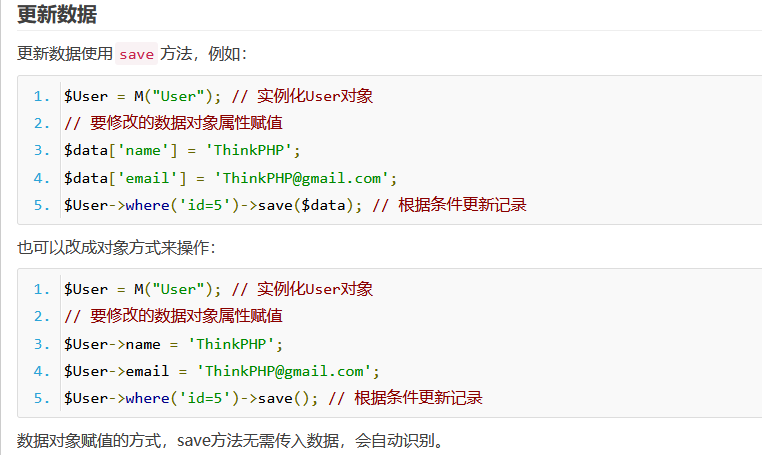 更新数据
更新数据使用 save 方法，例如：
1. $User = M("User"); // 实例化User对象
2. // 要修改的数据对象属性赋值
3. $data['name'] = 'ThinkPHP';
4. $data['email'] = 'ThinkPHP@gmail.com';
5. $User->where('id=5')->save($data); // 根据条件更新记录
也可以改成对象方式来操作：
1. $User = M("User"); // 实例化User对象
2. // 要修改的数据对象属性赋值
3. $User->name = 'ThinkPHP';
4. $User->email = 'ThinkPHP@gmail.com';
5. $User->where('id=5')->save(); // 根据条件更新记录
数据对象赋值的方式，save方法无需传入数据，会自动识别。